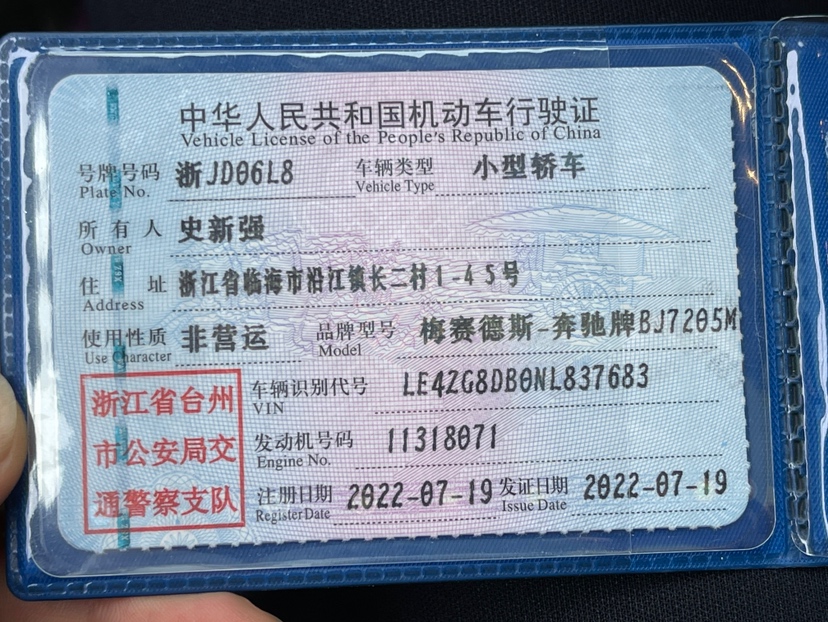 中华人民共和国机动车行驶证
Vehicle License of the People's Republic of China
号牌号码 浙JD06L8 车辆类型 小型轿车
Plate No. Vehicle Type
所有人 史新强
Owner
住址 浙江省临海市沿江镇长二村1-45号
Address
使用性质 非营运 品牌型号 梅赛德斯-奔驰牌BJ7205M
Use Character Model
浙江省台州
市公安局交
通警察支队
车辆识别代号 LE4ZG8DB0NL837683
VIN
发动机号码 11318071
Engine No.
注册日期 2022-07-19 发证日期 2022-07-19
Register Date Issue Date